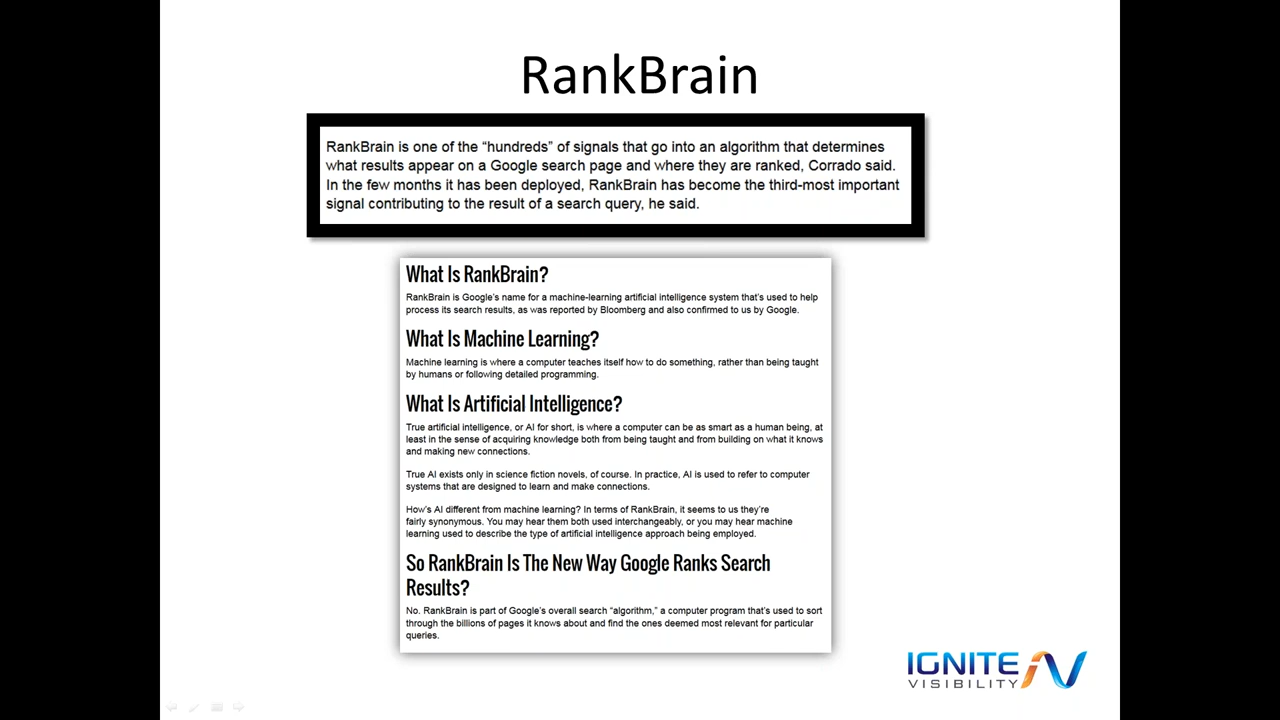 RankBrain
RankBrain is one of the “hundreds” of signals that go into an algorithm that determines
what results appear on a Google search page and where they are ranked, Corrado said.
In the few months it has been deployed, RankBrain has become the third-most important
signal contributing to the result of a search query, he said.
What Is RankBrain?
RankBrain is Google’s name for a machine-learning artificial intelligence system that’s used to help
process its search results, as was reported by Bloomberg and also confirmed to us by Google.
What Is Machine Learning?
Machine learning is where a computer teaches itself how to do something, rather than being taught
by humans or following detailed programming.
What Is Artificial Intelligence?
True artificial intelligence, or AI for short, is where a computer can be as smart as a human being, at
least in the sense of acquiring knowledge both from being taught and from building on what it knows
and making new connections.
True AI exists only in science fiction novels, of course. In practice, AI is used to refer to computer
systems that are designed to learn and make connections.
How’s AI different from machine learning? In terms of RankBrain, it seems to us they’re
fairly synonymous. You may hear them both used interchangeably, or you may hear machine
learning used to describe the type of artificial intelligence approach being employed.
So RankBrain Is The New Way Google Ranks Search
Results?
No. RankBrain is part of Google’s overall search “algorithm,” a computer program that’s used to sort
through the billions of pages it knows about and find the ones deemed most relevant for particular
queries.
IGNITE
VISIBILITY